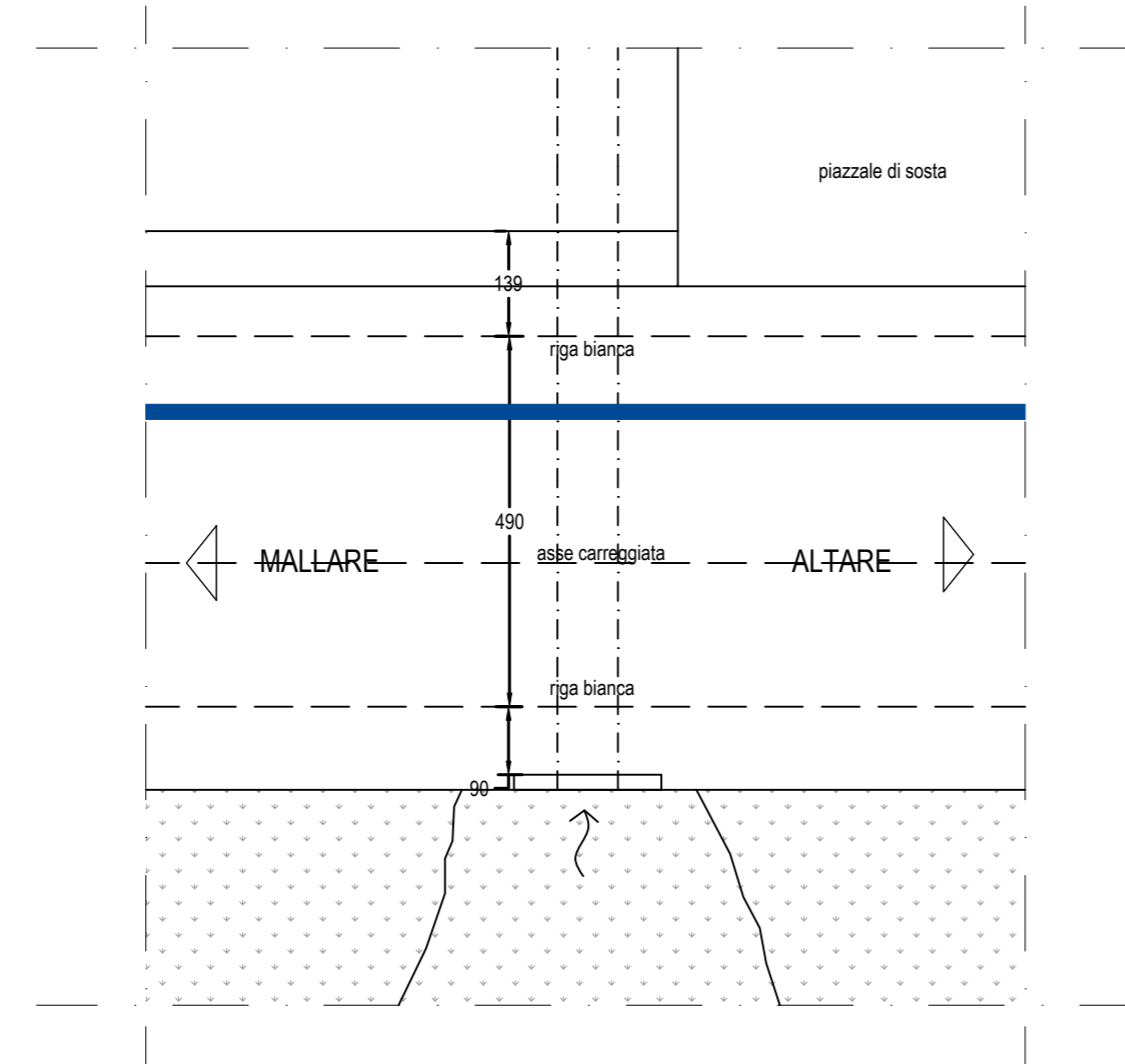 piazzale di sosta
139
riga bianca
490
asse carreggiata
MALLARE
ALTARE
riga bianca
90